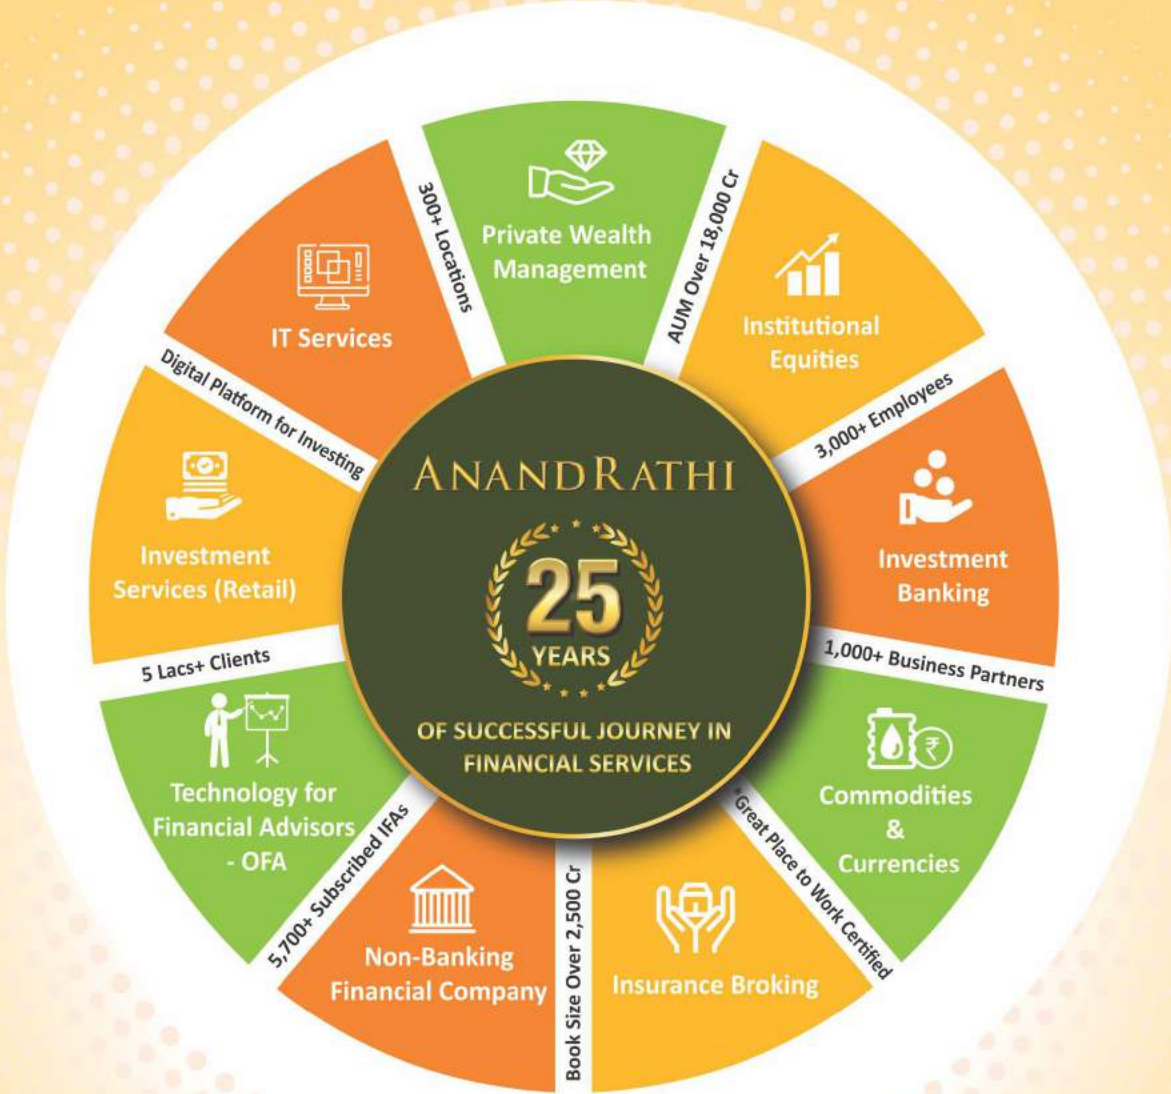 ANANDRATHI
25
YEARS
OF SUCCESSFUL JOURNEY IN
FINANCIAL SERVICES
Private Wealth
Management
AUM Over 18,000 Cr
Institutional
Equities
3,000+ Employees
Investment
Banking
1,000+ Business Partners
Commodities
&
Currencies
*Great Place to Work Certified
Insurance Broking
Book Size Over 2,500 Cr
Non-Banking
Financial Company
5,700+ Subscribed IFAs
Technology for
Financial Advisors
- OFA
5 Lacs+ Clients
Investment
Services (Retail)
Digital Platform for Investing
IT Services
300+ Locations
₹